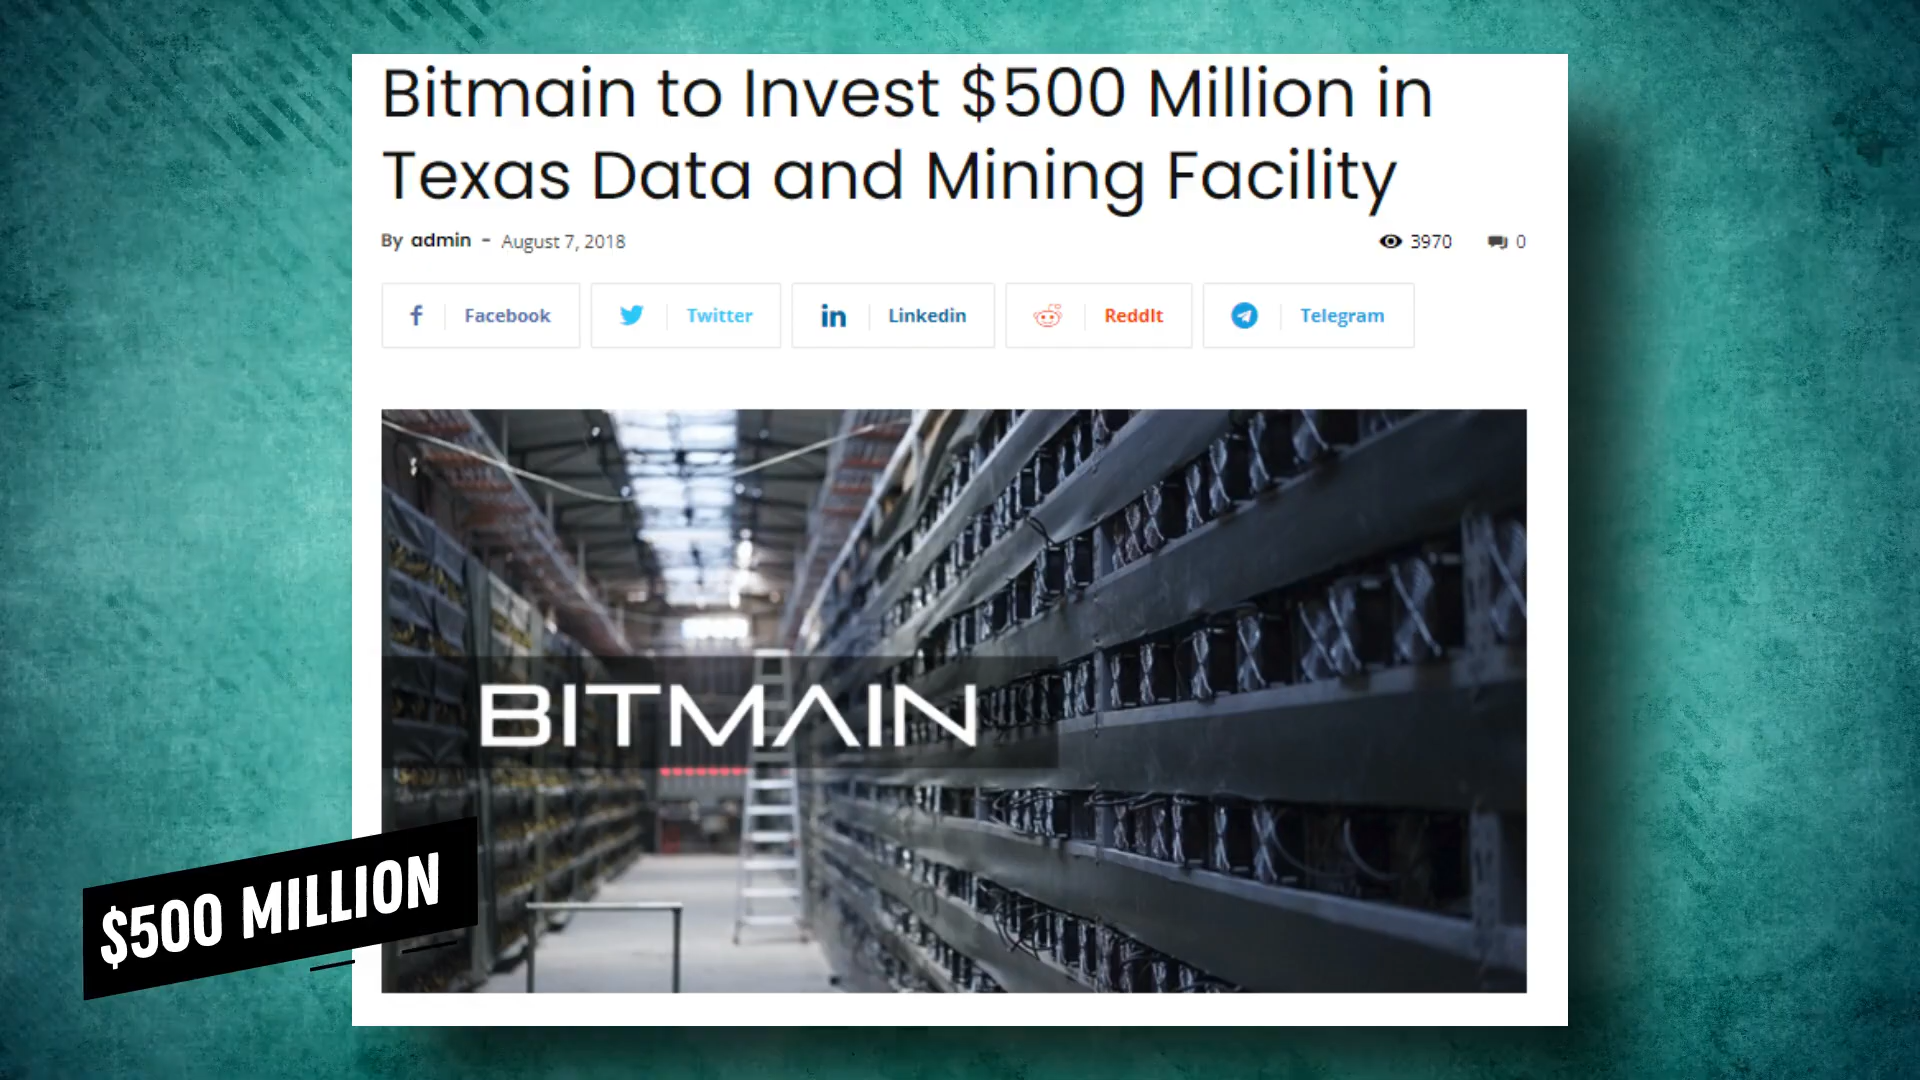 Bitmain to Invest $500 Million in
Texas Data and Mining Facility
By admin - August 7, 2018 3970 0
Facebook Twitter Linkedin ReddIt Telegram
BITMAIN
$500 MILLION